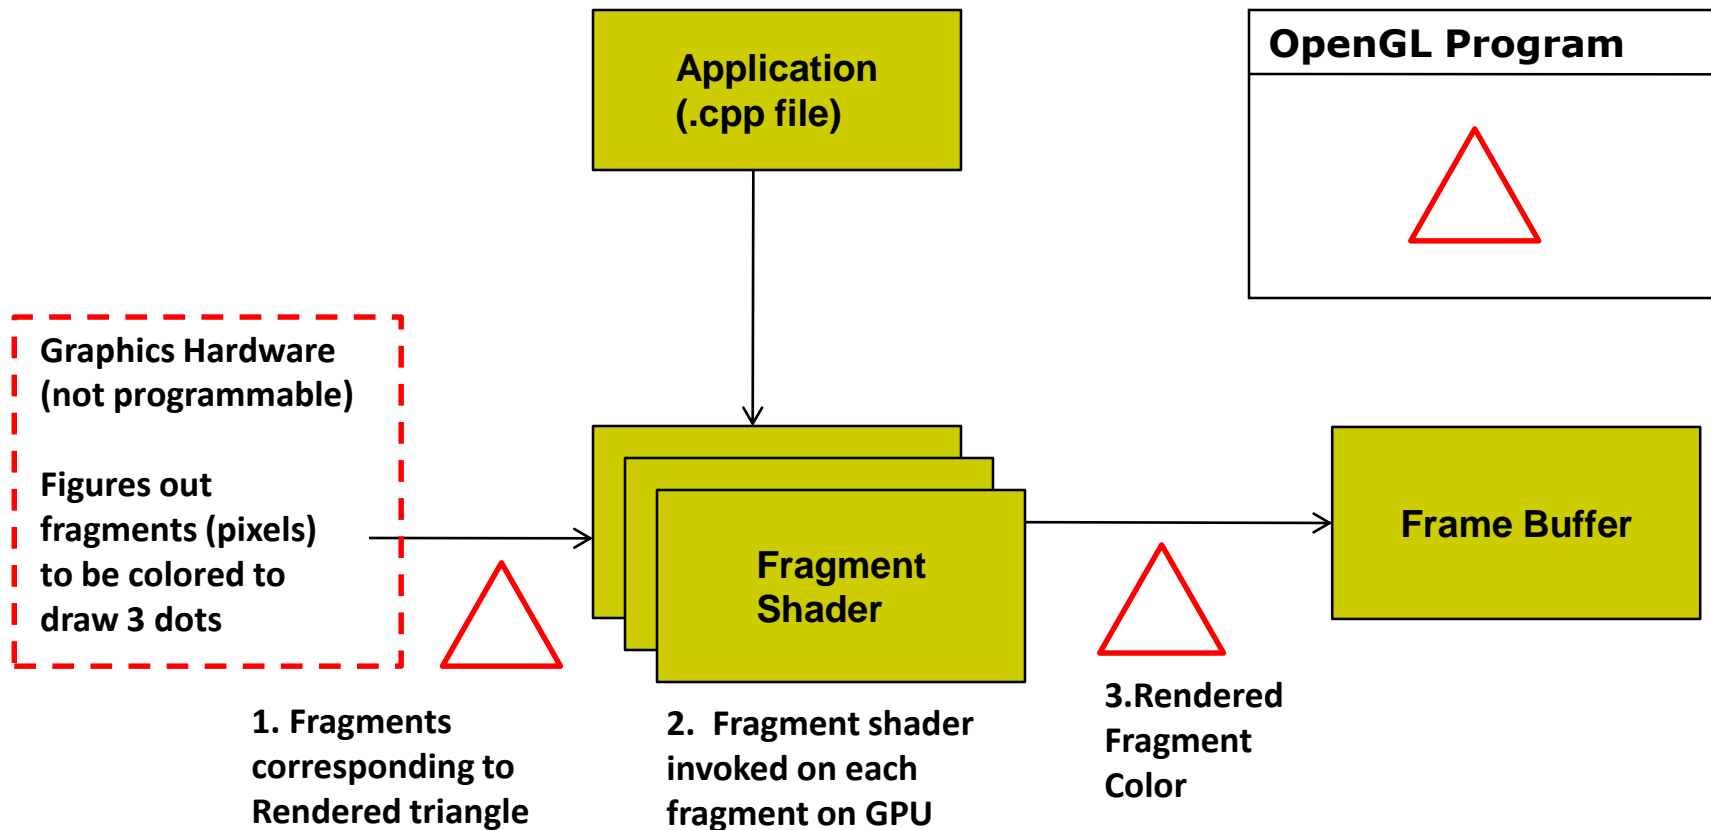 Application
(.cpp file)
OpenGL Program
Graphics Hardware
(not programmable)
Figures out
fragments (pixels)
to be colored to
draw 3 dots
Fragment
Shader
Frame Buffer
1. Fragments
corresponding to
Rendered triangle
2. Fragment shader
invoked on each
fragment on GPU
3.Rendered
Fragment
Color